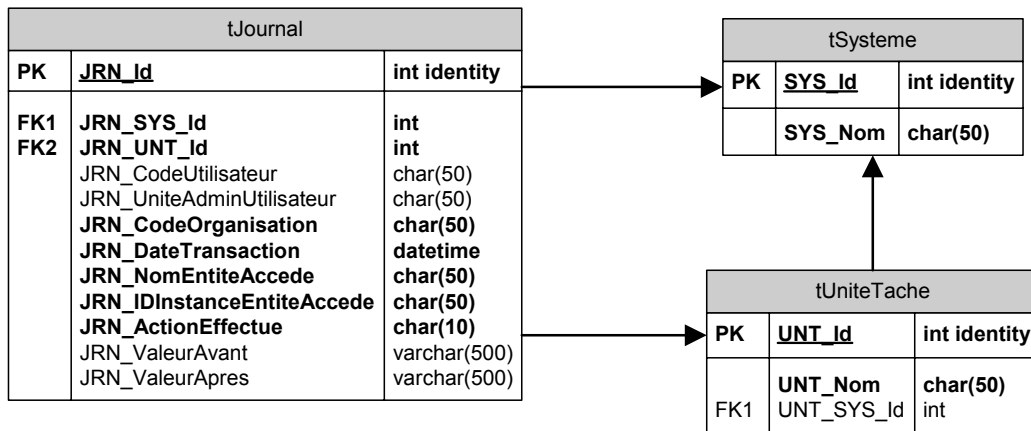 tJournal
PK JRN_Id int identity
FK1 JRN_SYS_Id int
FK2 JRN_UNT_Id int
JRN_CodeUtilisateur char(50)
JRN_UniteAdminUtilisateur char(50)
JRN_CodeOrganisation char(50)
JRN_DateTransaction datetime
JRN_NomEntiteAccede char(50)
JRN_IDInstanceEntiteAccede char(50)
JRN_ActionEffectue char(10)
JRN_ValeurAvant varchar(500)
JRN_ValeurApres varchar(500)
tSysteme
PK SYS_Id int identity
SYS_Nom char(50)
tUniteTache
PK UNT_Id int identity
UNT_Nom char(50)
FK1 UNT_SYS_Id int